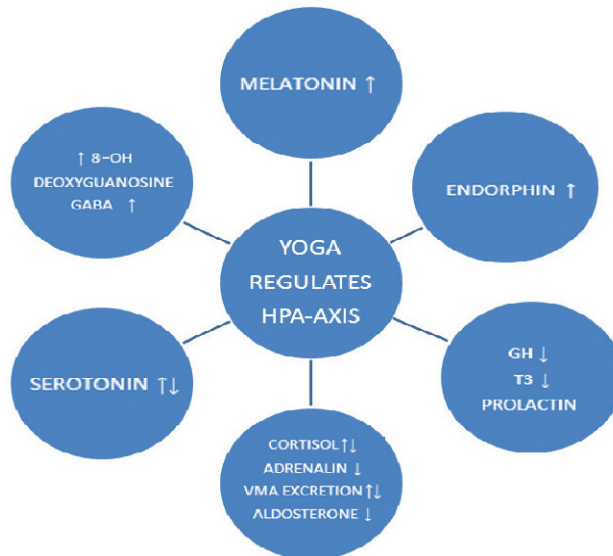 MELATONIN ↑
↑ 8-OH
DEOXYGUANOSINE
GABA ↑
ENDORPHIN ↑
YOGA
REGULATES
HPA-AXIS
SEROTONIN ↑↓
GH ↓
T3 ↓
PROLACTIN
CORTISOL ↑↓
ADRENALIN ↓
VMA EXCRETION ↑↓
ALDOSTERONE ↓